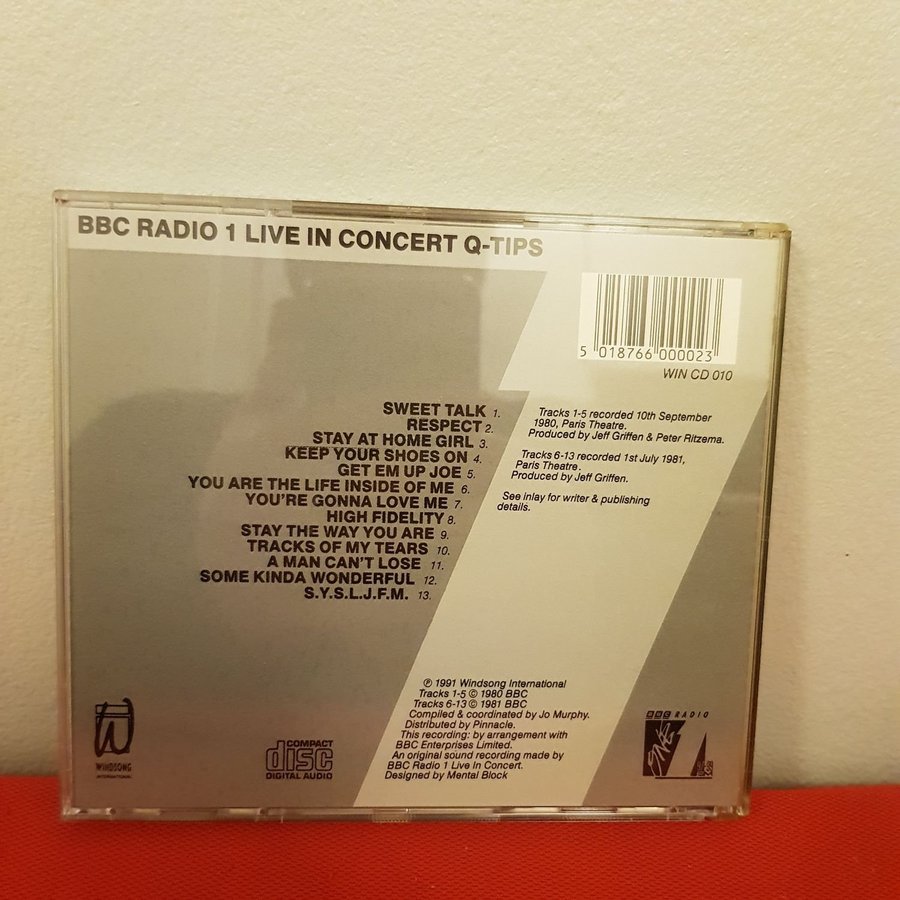 BBC RADIO 1 LIVE IN CONCERT Q-TIPS
5 018766 000023
WIN CD 010
SWEET TALK 1.
RESPECT 2.
STAY AT HOME GIRL 3.
KEEP YOUR SHOES ON 4.
GET EM UP JOE 5.
YOU ARE THE LIFE INSIDE OF ME 6.
YOU'RE GONNA LOVE ME 7.
HIGH FIDELITY 8.
STAY THE WAY YOU ARE 9.
TRACKS OF MY TEARS 10.
A MAN CAN'T LOSE 11.
SOME KINDA WONDERFUL 12.
S.Y.S.L.J.F.M. 13.
Tracks 1-5 recorded 10th September
1980, Paris Theatre.
Produced by Jeff Griffen & Peter Ritzema.
Tracks 6-13 recorded 1st July 1981,
Paris Theatre.
Produced by Jeff Griffen.
See inlay for writer & publishing
details.
℗ 1991 Windsong International
Tracks 1-5 © 1980 BBC
Tracks 6-13 © 1981 BBC
Compiled & coordinated by Jo Murphy.
Distributed by Pinnacle.
This recording: by arrangement with
BBC Enterprises Limited.
An original sound recording made by
BBC Radio 1 Live In Concert.
Designed by Mental Block
WINDSONG
INTERNATIONAL
COMPACT
disc
DIGITAL AUDIO
BBC RADIO